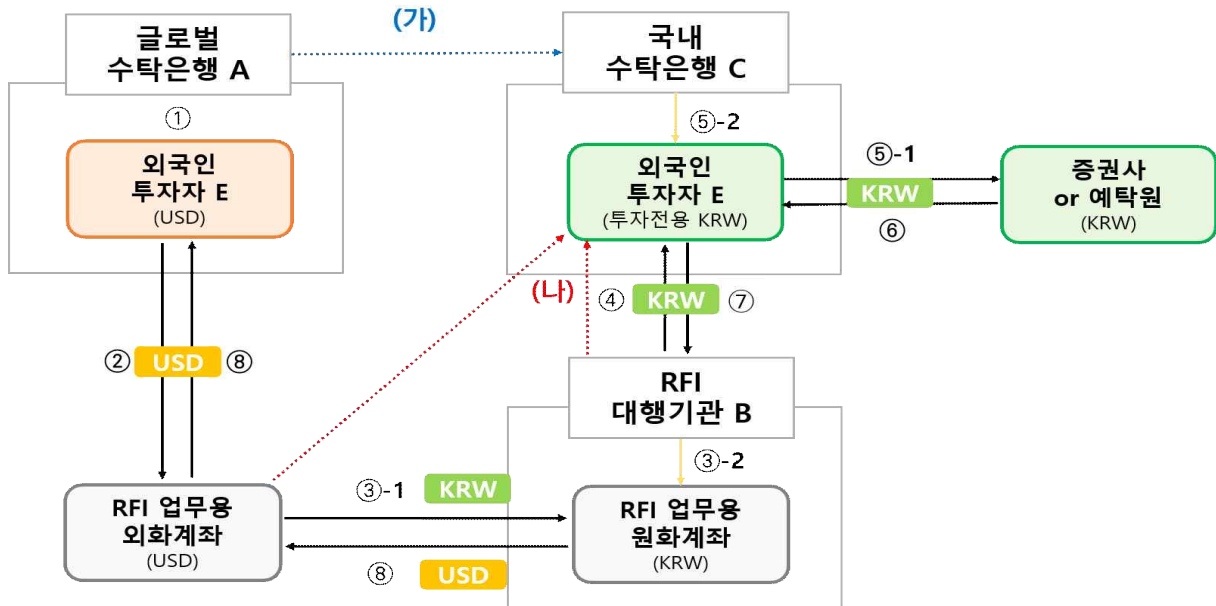 (가)
글로벌
수탁은행 A
국내
수탁은행 C
①
⑤-2
외국인
투자자 E
(USD)
외국인
투자자 E
(투자전용 KRW)
⑤-1
KRW
⑥
증권사
or 예탁원
(KRW)
(나)
④ KRW ⑦
② USD ⑧
RFI
대행기관 B
③-2
③-1 KRW
RFI 업무용
외화계좌
(USD)
RFI 업무용
원화계좌
(KRW)
⑧ USD